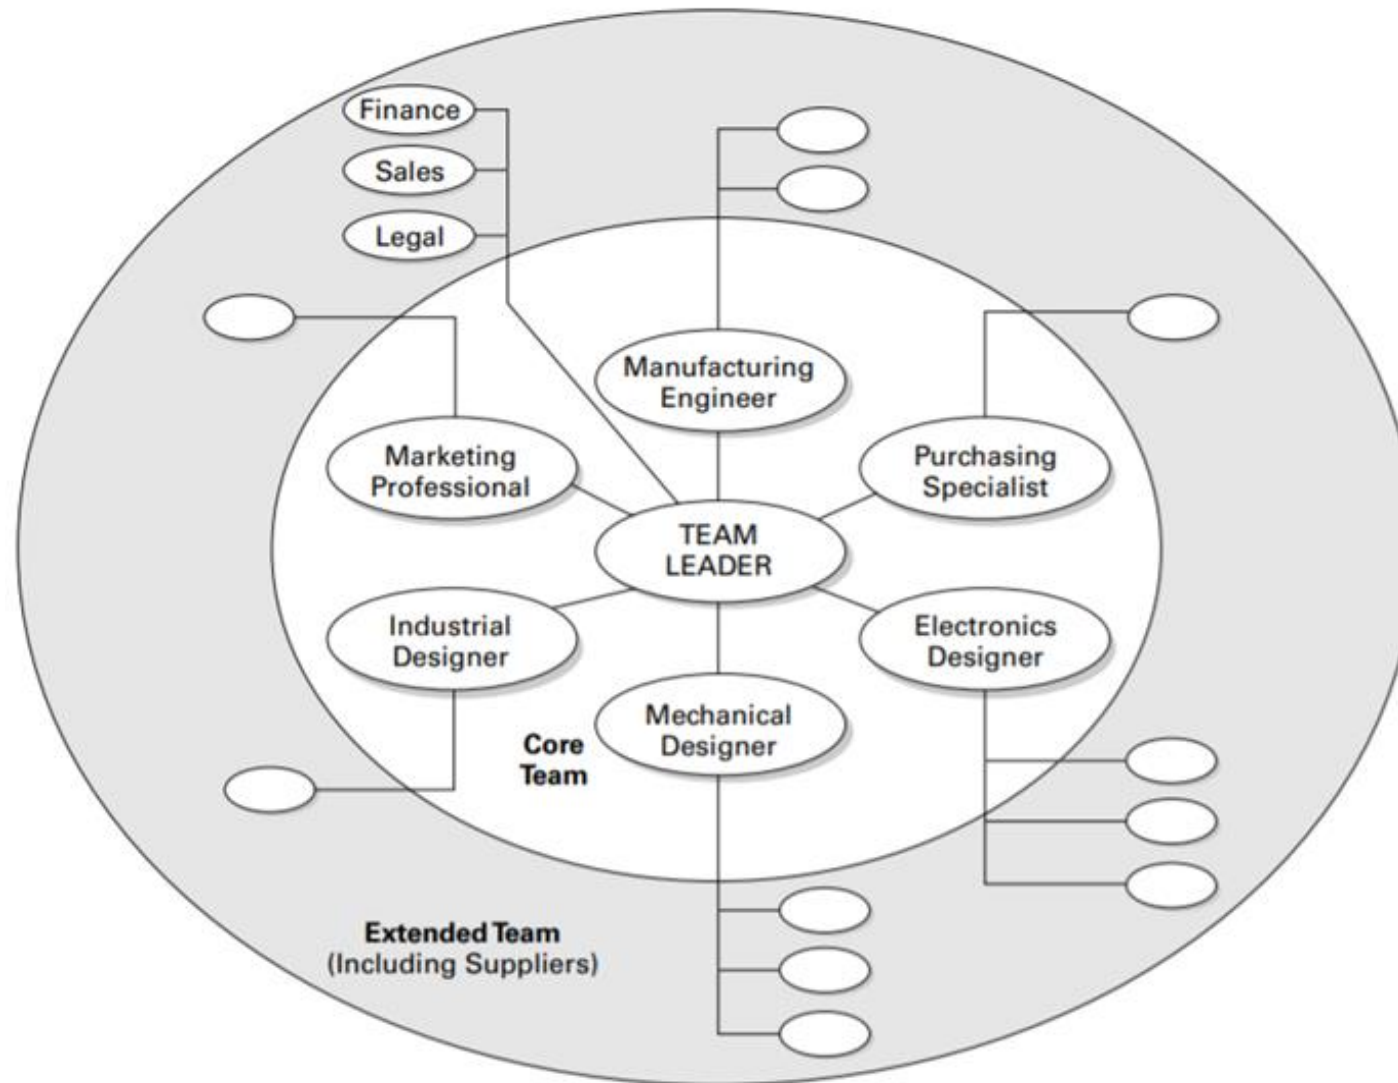 Finance
Sales
Legal
Manufacturing
Engineer
Marketing
Professional
Purchasing
Specialist
TEAM
LEADER
Industrial
Designer
Electronics
Designer
Mechanical
Designer
Core
Team
Extended Team
(Including Suppliers)